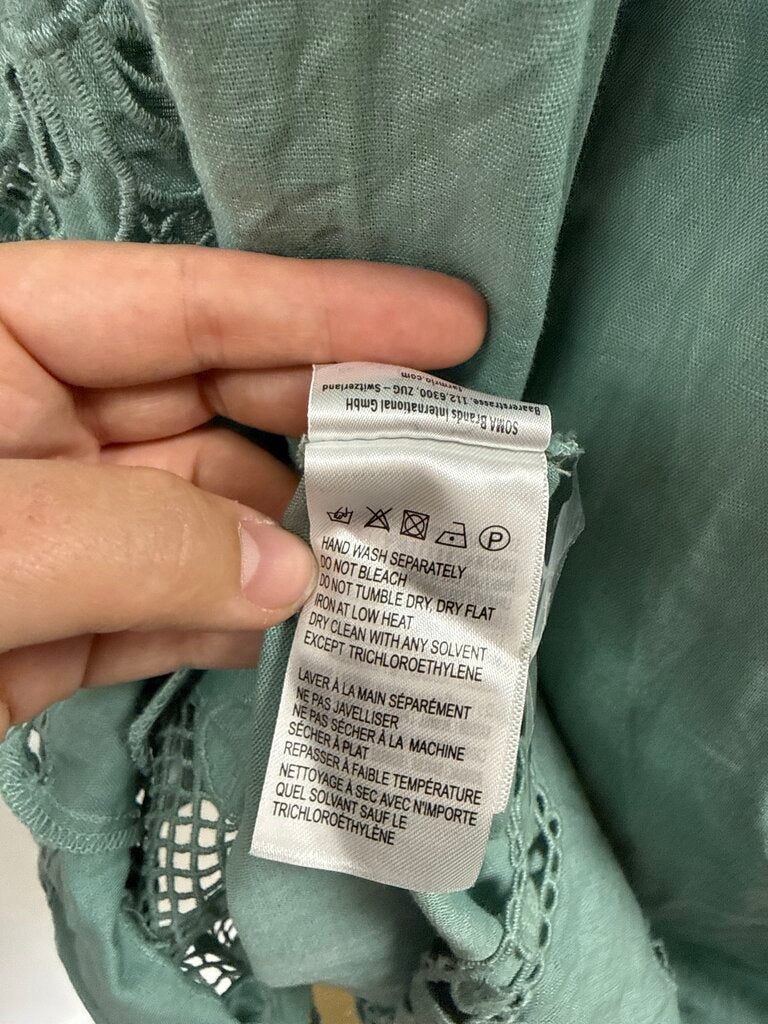 SOMA Brands International GmbH
Baarerstrasse, 112,6300, ZUG – Switzerland
farmrio.com
P
HAND WASH SEPARATELY
DO NOT BLEACH
DO NOT TUMBLE DRY, DRY FLAT
IRON AT LOW HEAT
DRY CLEAN WITH ANY SOLVENT
EXCEPT TRICHLOROETHYLENE
LAVER À LA MAIN SÉPARÉMENT
NE PAS JAVELLISER
NE PAS SÉCHER À LA MACHINE
SÉCHER À PLAT
REPASSER À FAIBLE TEMPÉRATURE
NETTOYAGE À SEC AVEC N'IMPORTE
QUEL SOLVANT SAUF LE
TRICHLOROÉTHYLÈNE